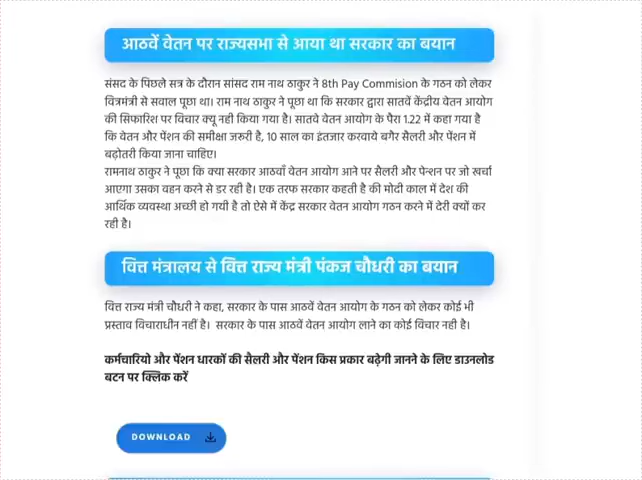 आठवें वेतन पर राज्यसभा से आया था सरकार का बयान
संसद के पिछले सत्र के दौरान सांसद राम नाथ ठाकुर ने 8th Pay Commision के गठन को लेकर
वित्रमंत्री से सवाल पूछा था। राम नाथ ठाकुर ने पूछा था कि सरकार द्वारा सातवें केंद्रीय वेतन आयोग
की सिफारिश पर विचार क्यू नही किया गया है। सातवे वेतन आयोग के पैरा 1.22 में कहा गया है
कि वेतन और पेंशन की समीक्षा जरूरी है, 10 साल का इंतजार करवाये बगैर सैलरी और पेंशन में
बढ़ोतरी किया जाना चाहिए।
रामनाथ ठाकुर ने पूछा कि क्या सरकार आठवाँ वेतन आयोग आने पर सैलरी और पेन्शन पर जो खर्चा
आएगा उसका वहन करने से डर रही है। एक तरफ सरकार कहती है की मोदी काल में देश की
आर्थिक व्यवस्था अच्छी हो गयी है तो ऐसे में केंद्र सरकार वेतन आयोग गठन करने में देरी क्यों कर
रही है।
वित्त मंत्रालय से वित्त राज्य मंत्री पंकज चौधरी का बयान
वित्त राज्य मंत्री चौधरी ने कहा, सरकार के पास आठवें वेतन आयोग के गठन को लेकर कोई भी
प्रस्ताव विचाराधीन नहीं है। सरकार के पास आठवें वेतन आयोग लाने का कोई विचार नही है।
कर्मचारियो और पेंशन धारकों की सैलरी और पेंशन किस प्रकार बढ़ेगी जानने के लिए डाउनलोड
बटन पर क्लिक करें
DOWNLOAD